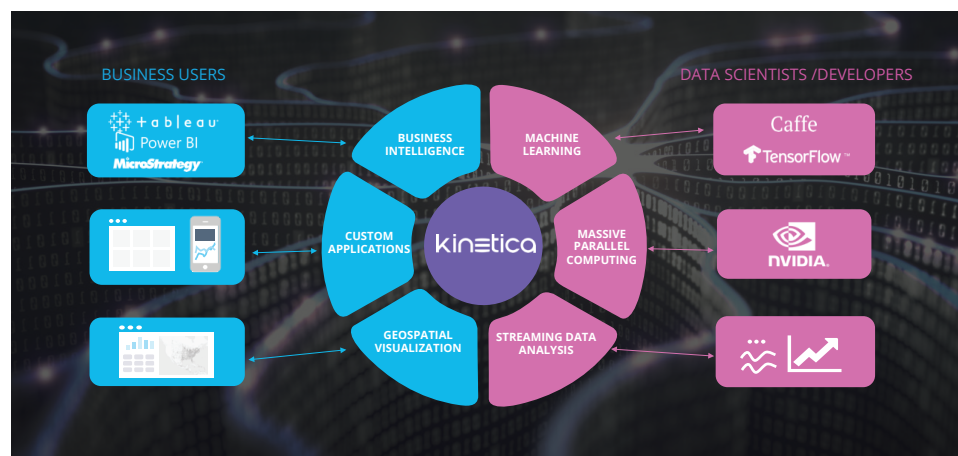 BUSINESS USERS
DATA SCIENTISTS /DEVELOPERS
+ a b l e a u
Power BI
MicroStrategy
BUSINESS
INTELLIGENCE
MACHINE
LEARNING
Caffe
TensorFlow ™
CUSTOM
APPLICATIONS
kinetica
MASSIVE
PARALLEL
COMPUTING
NVIDIA.
GEOSPATIAL
VISUALIZATION
STREAMING DATA
ANALYSIS